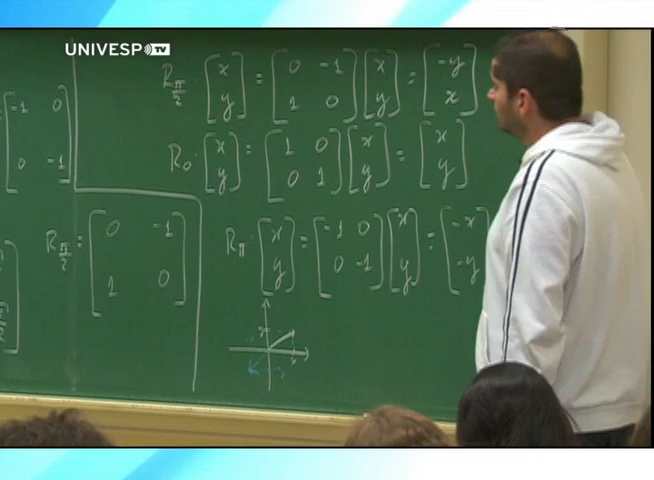 UNIVESP TV
R_{π/2} · [x; y] = [0 -1; 1 0] [x; y] = [-y; x]
[-1 0; 0 -1]
R_0 · [x; y] = [1 0; 0 1] [x; y] = [x; y]
R_{π/2} = [0 -1; 1 0]
R_π · [x; y] = [-1 0; 0 -1] [x; y] = [-x; -y]